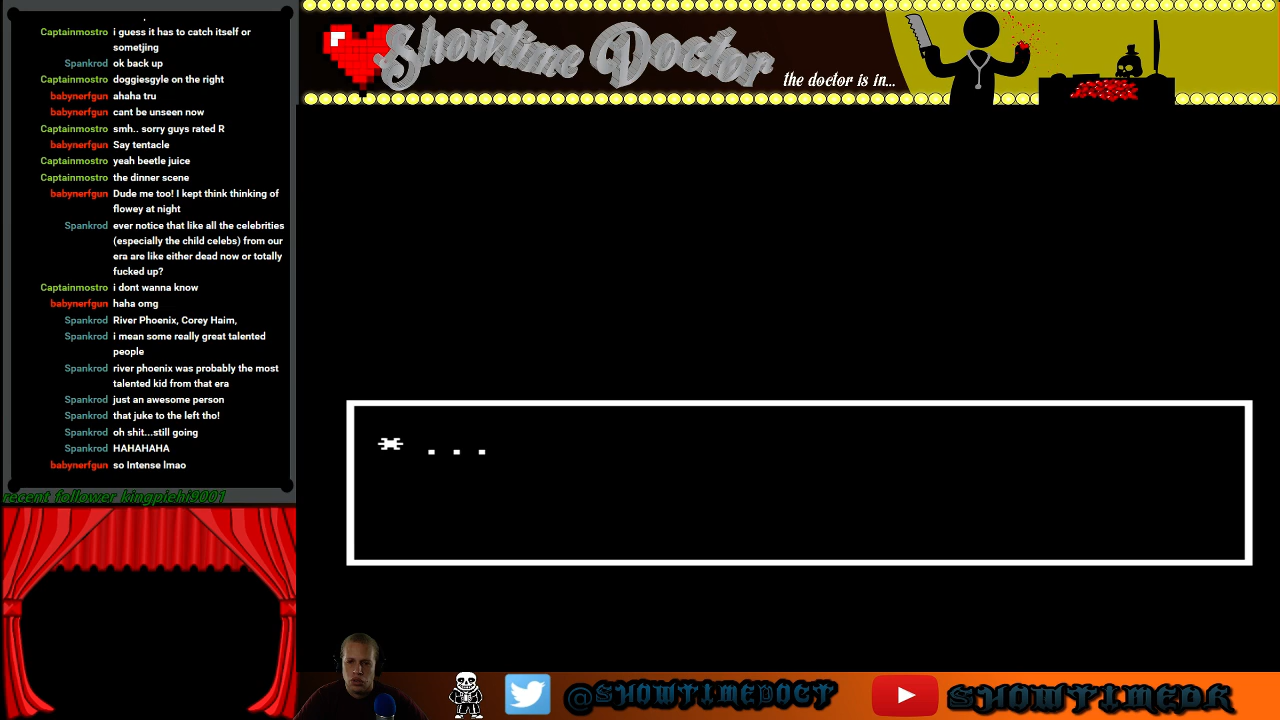 Captainmostro i guess it has to catch itself or
sometjing
Spankrod ok back up
Captainmostro doggiesgyle on the right
babynerfgun ahaha tru
babynerfgun cant be unseen now
Captainmostro smh.. sorry guys rated R
babynerfgun Say tentacle
Captainmostro yeah beetle juice
Captainmostro the dinner scene
babynerfgun Dude me too! I kept think thinking of
flowey at night
Spankrod ever notice that like all the celebrities
(especially the child celebs) from our
era are like either dead now or totally
fucked up?
Captainmostro i dont wanna know
babynerfgun haha omg
Spankrod River Phoenix, Corey Haim,
Spankrod i mean some really great talented
people
Spankrod river phoenix was probably the most
talented kid from that era
Spankrod just an awesome person
Spankrod that juke to the left tho!
Spankrod oh shit...still going
Spankrod HAHAHAHA
babynerfgun so Intense lmao
recent follower kingpiehi9001
Showtime Doctor
the doctor is in...
* ...
@SHOWTIMEDOCT
SHOWTIMEDR